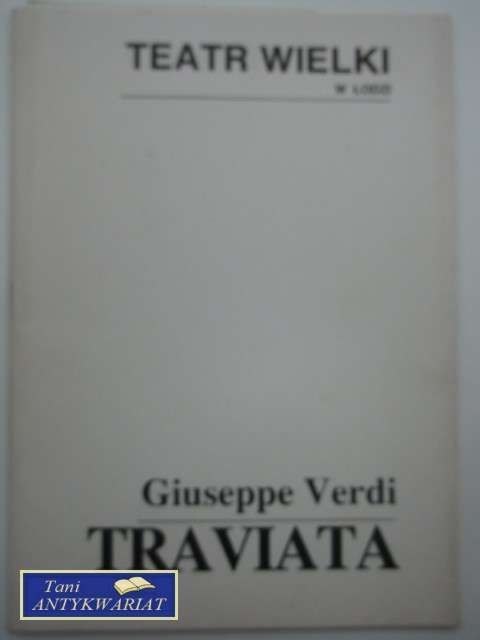 TEATR WIELKI
W ŁODZI
Giuseppe Verdi
TRAVIATA
Tani
ANTYKWARIAT